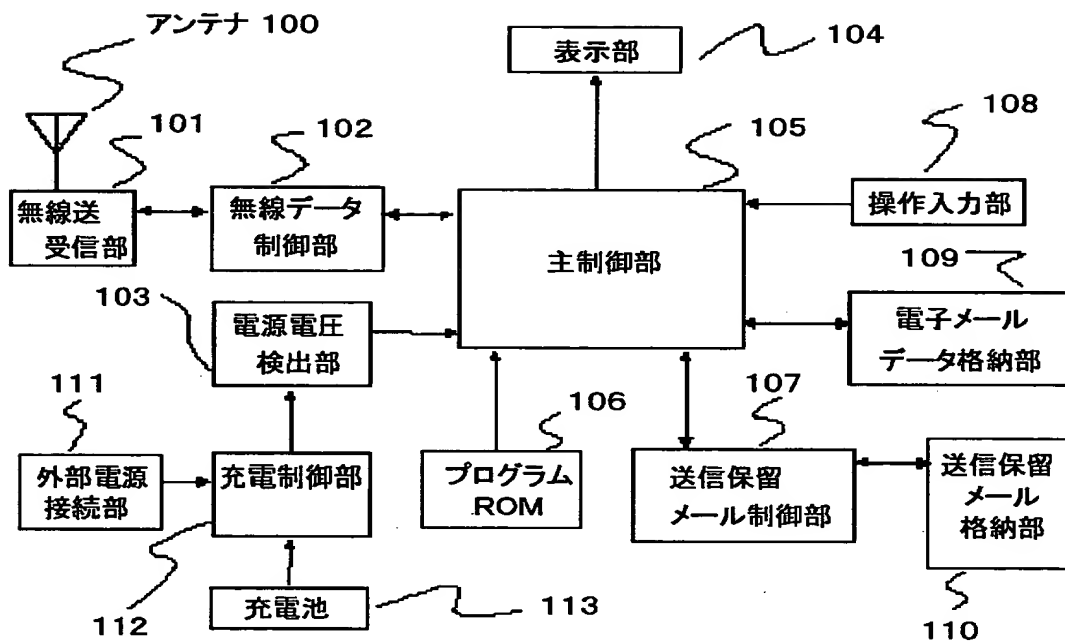 アンテナ 100
表示部
104
101
102
105
108
無線送
受信部
無線データ
制御部
主制御部
操作入力部
109
103
電源電圧
検出部
電子メール
データ格納部
111
106
107
外部電源
接続部
充電制御部
プログラム
ROM
送信保留
メール制御部
送信保留
メール
格納部
112
充電池
113
110